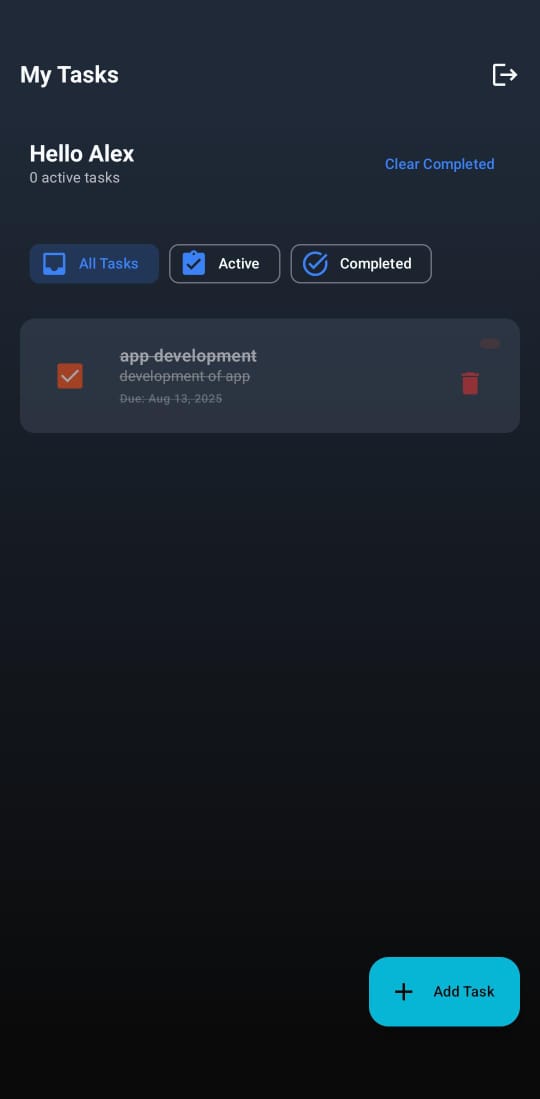 My Tasks
Hello Alex
0 active tasks
Clear Completed
All Tasks
Active
Completed
app development
development of app
Due: Aug 13, 2025
Add Task